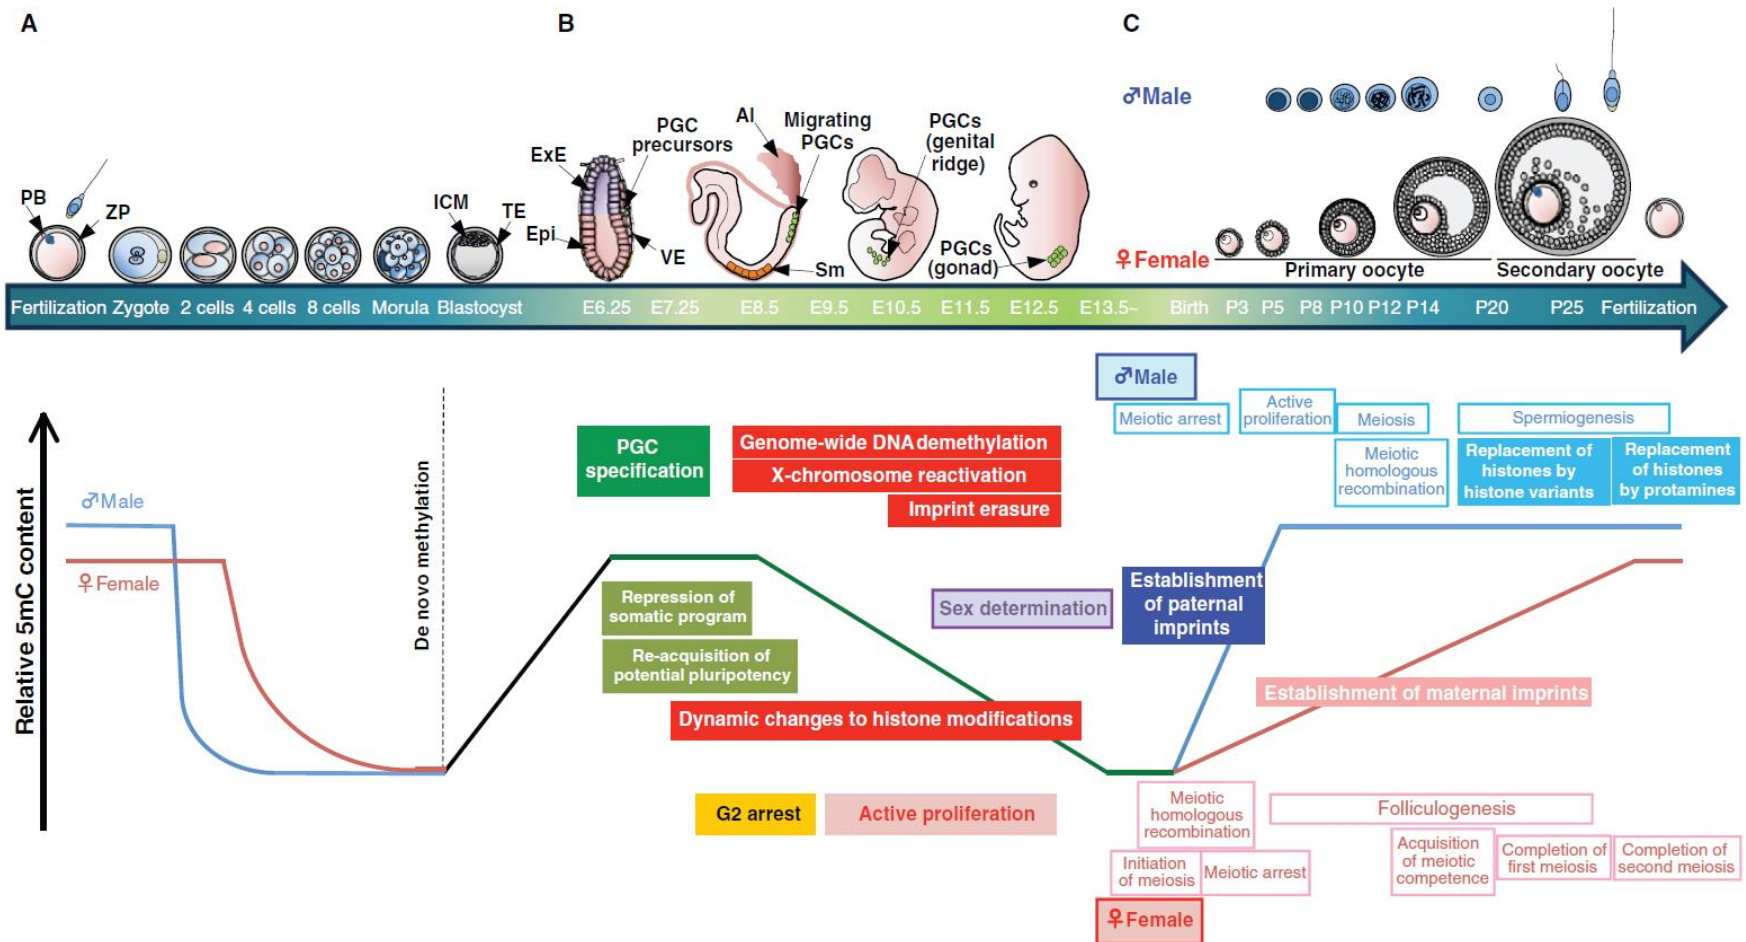 A
B
C
♂Male
PB
ZP
ICM
TE
ExE
Epi
PGC
precursors
VE
Al
Migrating
PGCs
Sm
PGCs
(genital
ridge)
PGCs
(gonad)
♀Female
Primary oocyte
Secondary oocyte
Fertilization Zygote 2 cells 4 cells 8 cells Morula Blastocyst E6.25 E7.25 E8.5 E9.5 E10.5 E11.5 E12.5 E13.5~ Birth P3 P5 P8 P10 P12 P14 P20 P25 Fertilization
Relative 5mC content
♂Male
♀Female
De novo methylation
PGC
specification
Genome-wide DNA demethylation
X-chromosome reactivation
Imprint erasure
Repression of
somatic program
Re-acquisition of
potential pluripotency
Dynamic changes to histone modifications
G2 arrest
Active proliferation
Sex determination
♂Male
Meiotic arrest
Active
proliferation
Meiosis
Meiotic
homologous
recombination
Spermiogenesis
Replacement of
histones by
histone variants
Replacement
of histones
by protamines
Establishment
of paternal
imprints
Establishment of maternal imprints
Meiotic
homologous
recombination
Initiation
of meiosis
Meiotic arrest
Folliculogenesis
Acquisition
of meiotic
competence
Completion of
first meiosis
Completion of
second meiosis
♀Female